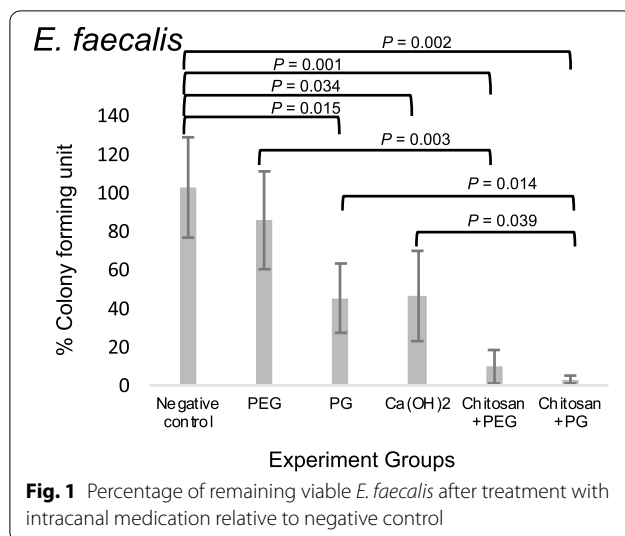 E. faecalis
P = 0.002
P = 0.001
P = 0.034
P = 0.015
P = 0.003
P = 0.014
P = 0.039
% Colony forming unit
140
120
100
80
60
40
20
0
Negative control
PEG
PG
Ca(OH)2
Chitosan +PEG
Chitosan +PG
Experiment Groups
Fig. 1 Percentage of remaining viable E. faecalis after treatment with
intracanal medication relative to negative control